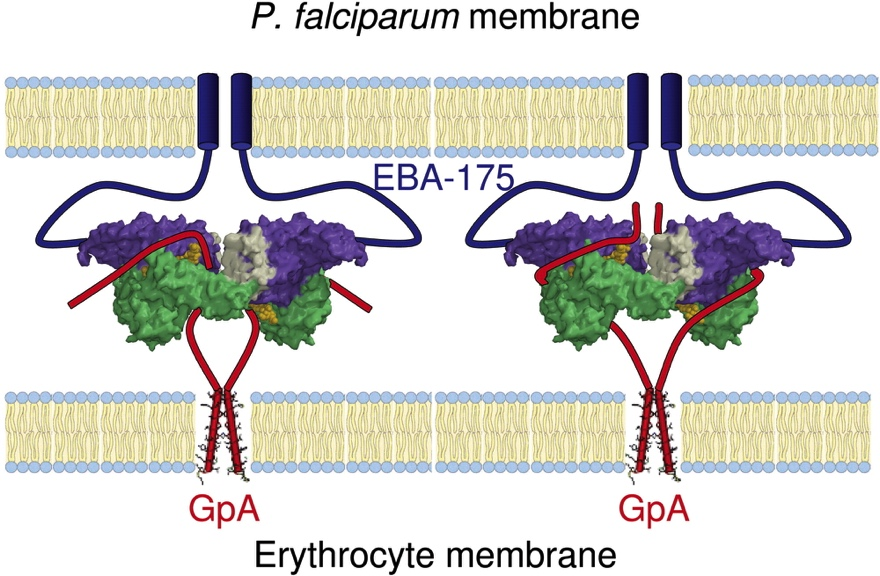 P. falciparum membrane
EBA-175
GpA
GpA
Erythrocyte membrane